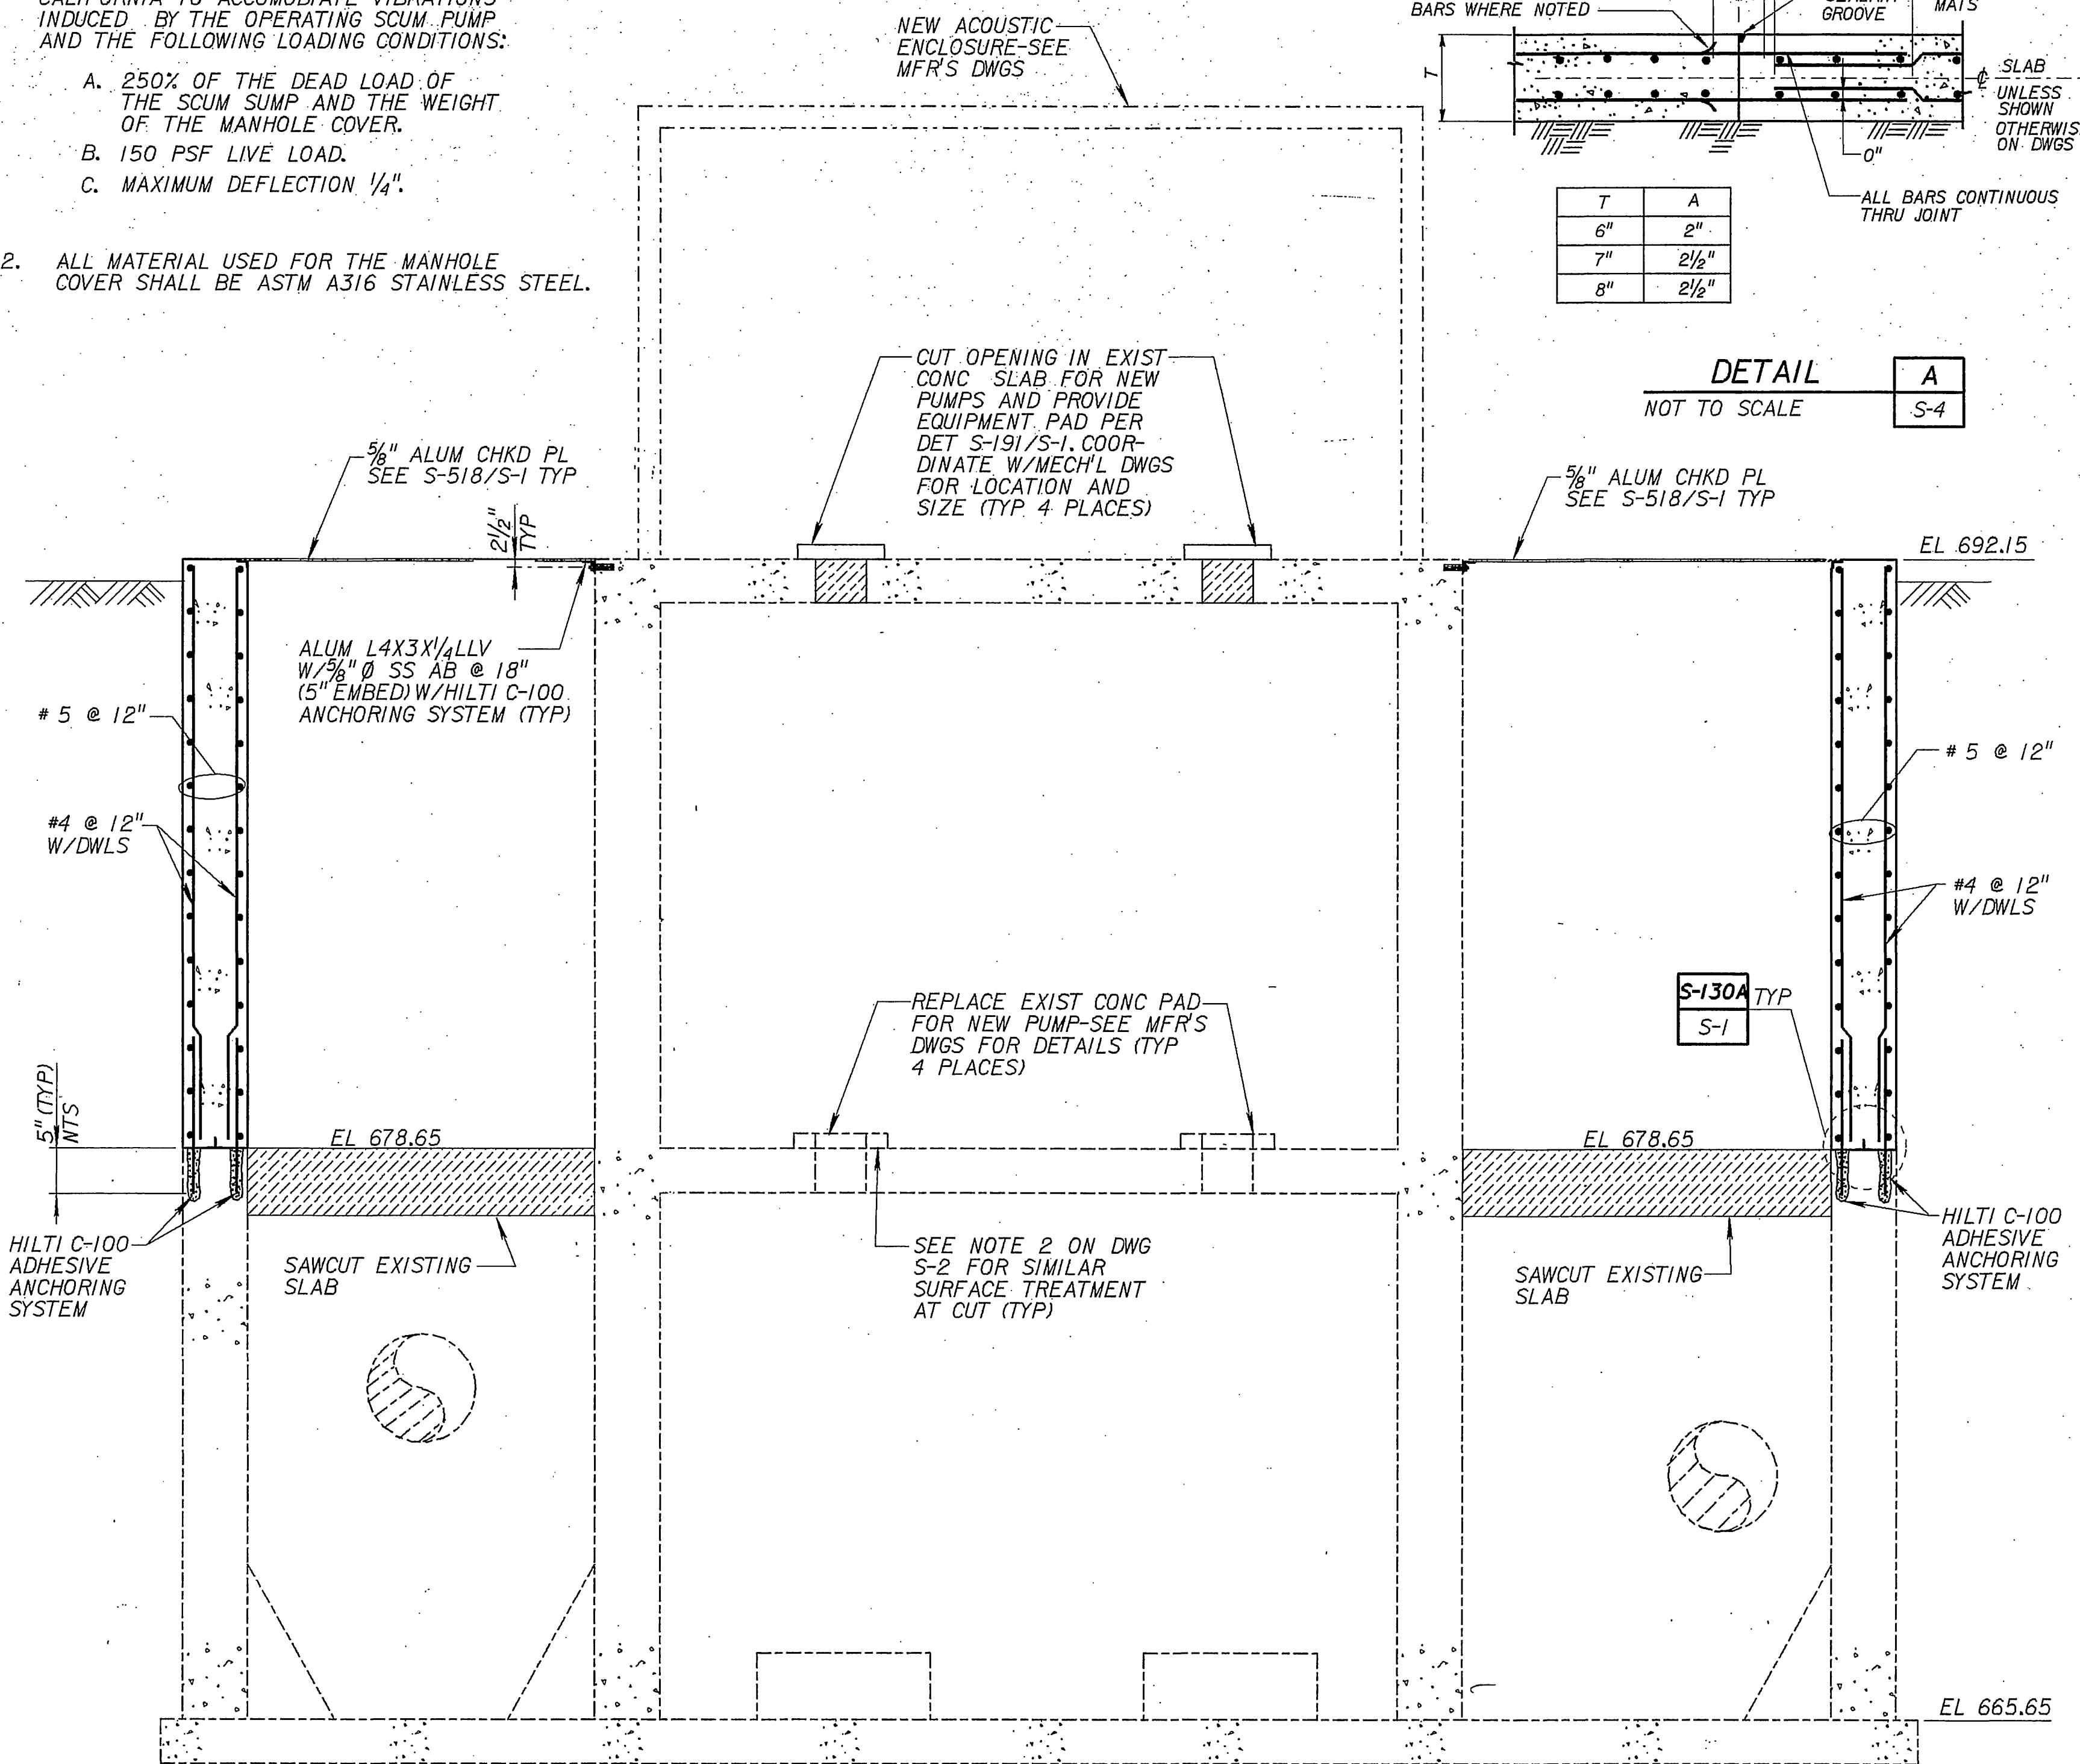 INDUCED BY THE OPERATING SCUM PUMP
AND THE FOLLOWING LOADING CONDITIONS:
A. 250% OF THE DEAD LOAD OF
THE SCUM SUMP AND THE WEIGHT
OF THE MANHOLE COVER.
B. 150 PSF LIVE LOAD.
C. MAXIMUM DEFLECTION 1/4".
2. ALL MATERIAL USED FOR THE MANHOLE
COVER SHALL BE ASTM A316 STAINLESS STEEL.
NEW ACOUSTIC
ENCLOSURE-SEE
MFR'S DWGS
BARS WHERE NOTED
GROOVE
MATS
T
℄
SLAB
UNLESS
SHOWN
OTHERWIS
ON DWGS
0"
ALL BARS CONTINUOUS
THRU JOINT
T A
6" 2"
7" 2 1/2"
8" 2 1/2"
DETAIL A
NOT TO SCALE S-4
CUT OPENING IN EXIST
CONC SLAB FOR NEW
PUMPS AND PROVIDE
EQUIPMENT PAD PER
DET S-191/S-1. COOR-
DINATE W/MECH'L DWGS
FOR LOCATION AND
SIZE (TYP 4 PLACES)
5/8" ALUM CHKD PL
SEE S-518/S-1 TYP
2 1/2"
TYP
5/8" ALUM CHKD PL
SEE S-518/S-1 TYP
EL 692.15
ALUM L4X3X1/4LLV
W/5/8" Ø SS AB @ 18"
(5" EMBED) W/HILTI C-100
ANCHORING SYSTEM (TYP)
# 5 @ 12"
#4 @ 12"
W/DWLS
# 5 @ 12"
#4 @ 12"
W/DWLS
S-130A TYP
S-1
REPLACE EXIST CONC PAD
FOR NEW PUMP-SEE MFR'S
DWGS FOR DETAILS (TYP
4 PLACES)
5" (TYP)
NTS
EL 678.65
EL 678.65
HILTI C-100
ADHESIVE
ANCHORING
SYSTEM
SAWCUT EXISTING
SLAB
SEE NOTE 2 ON DWG
S-2 FOR SIMILAR
SURFACE TREATMENT
AT CUT (TYP)
SAWCUT EXISTING
SLAB
HILTI C-100
ADHESIVE
ANCHORING
SYSTEM
EL 665.65